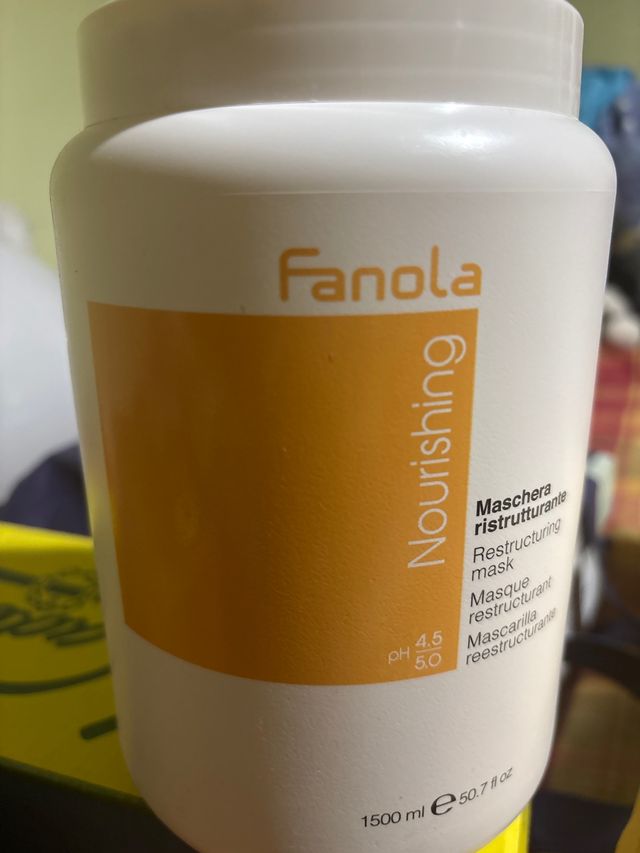 Fanola
Nourishing
Maschera
ristrutturante
Restructuring
mask
Masque
restructurant
Mascarilla
reestructurante
pH 4.5
5.0
1500 ml e 50.7 fl oz